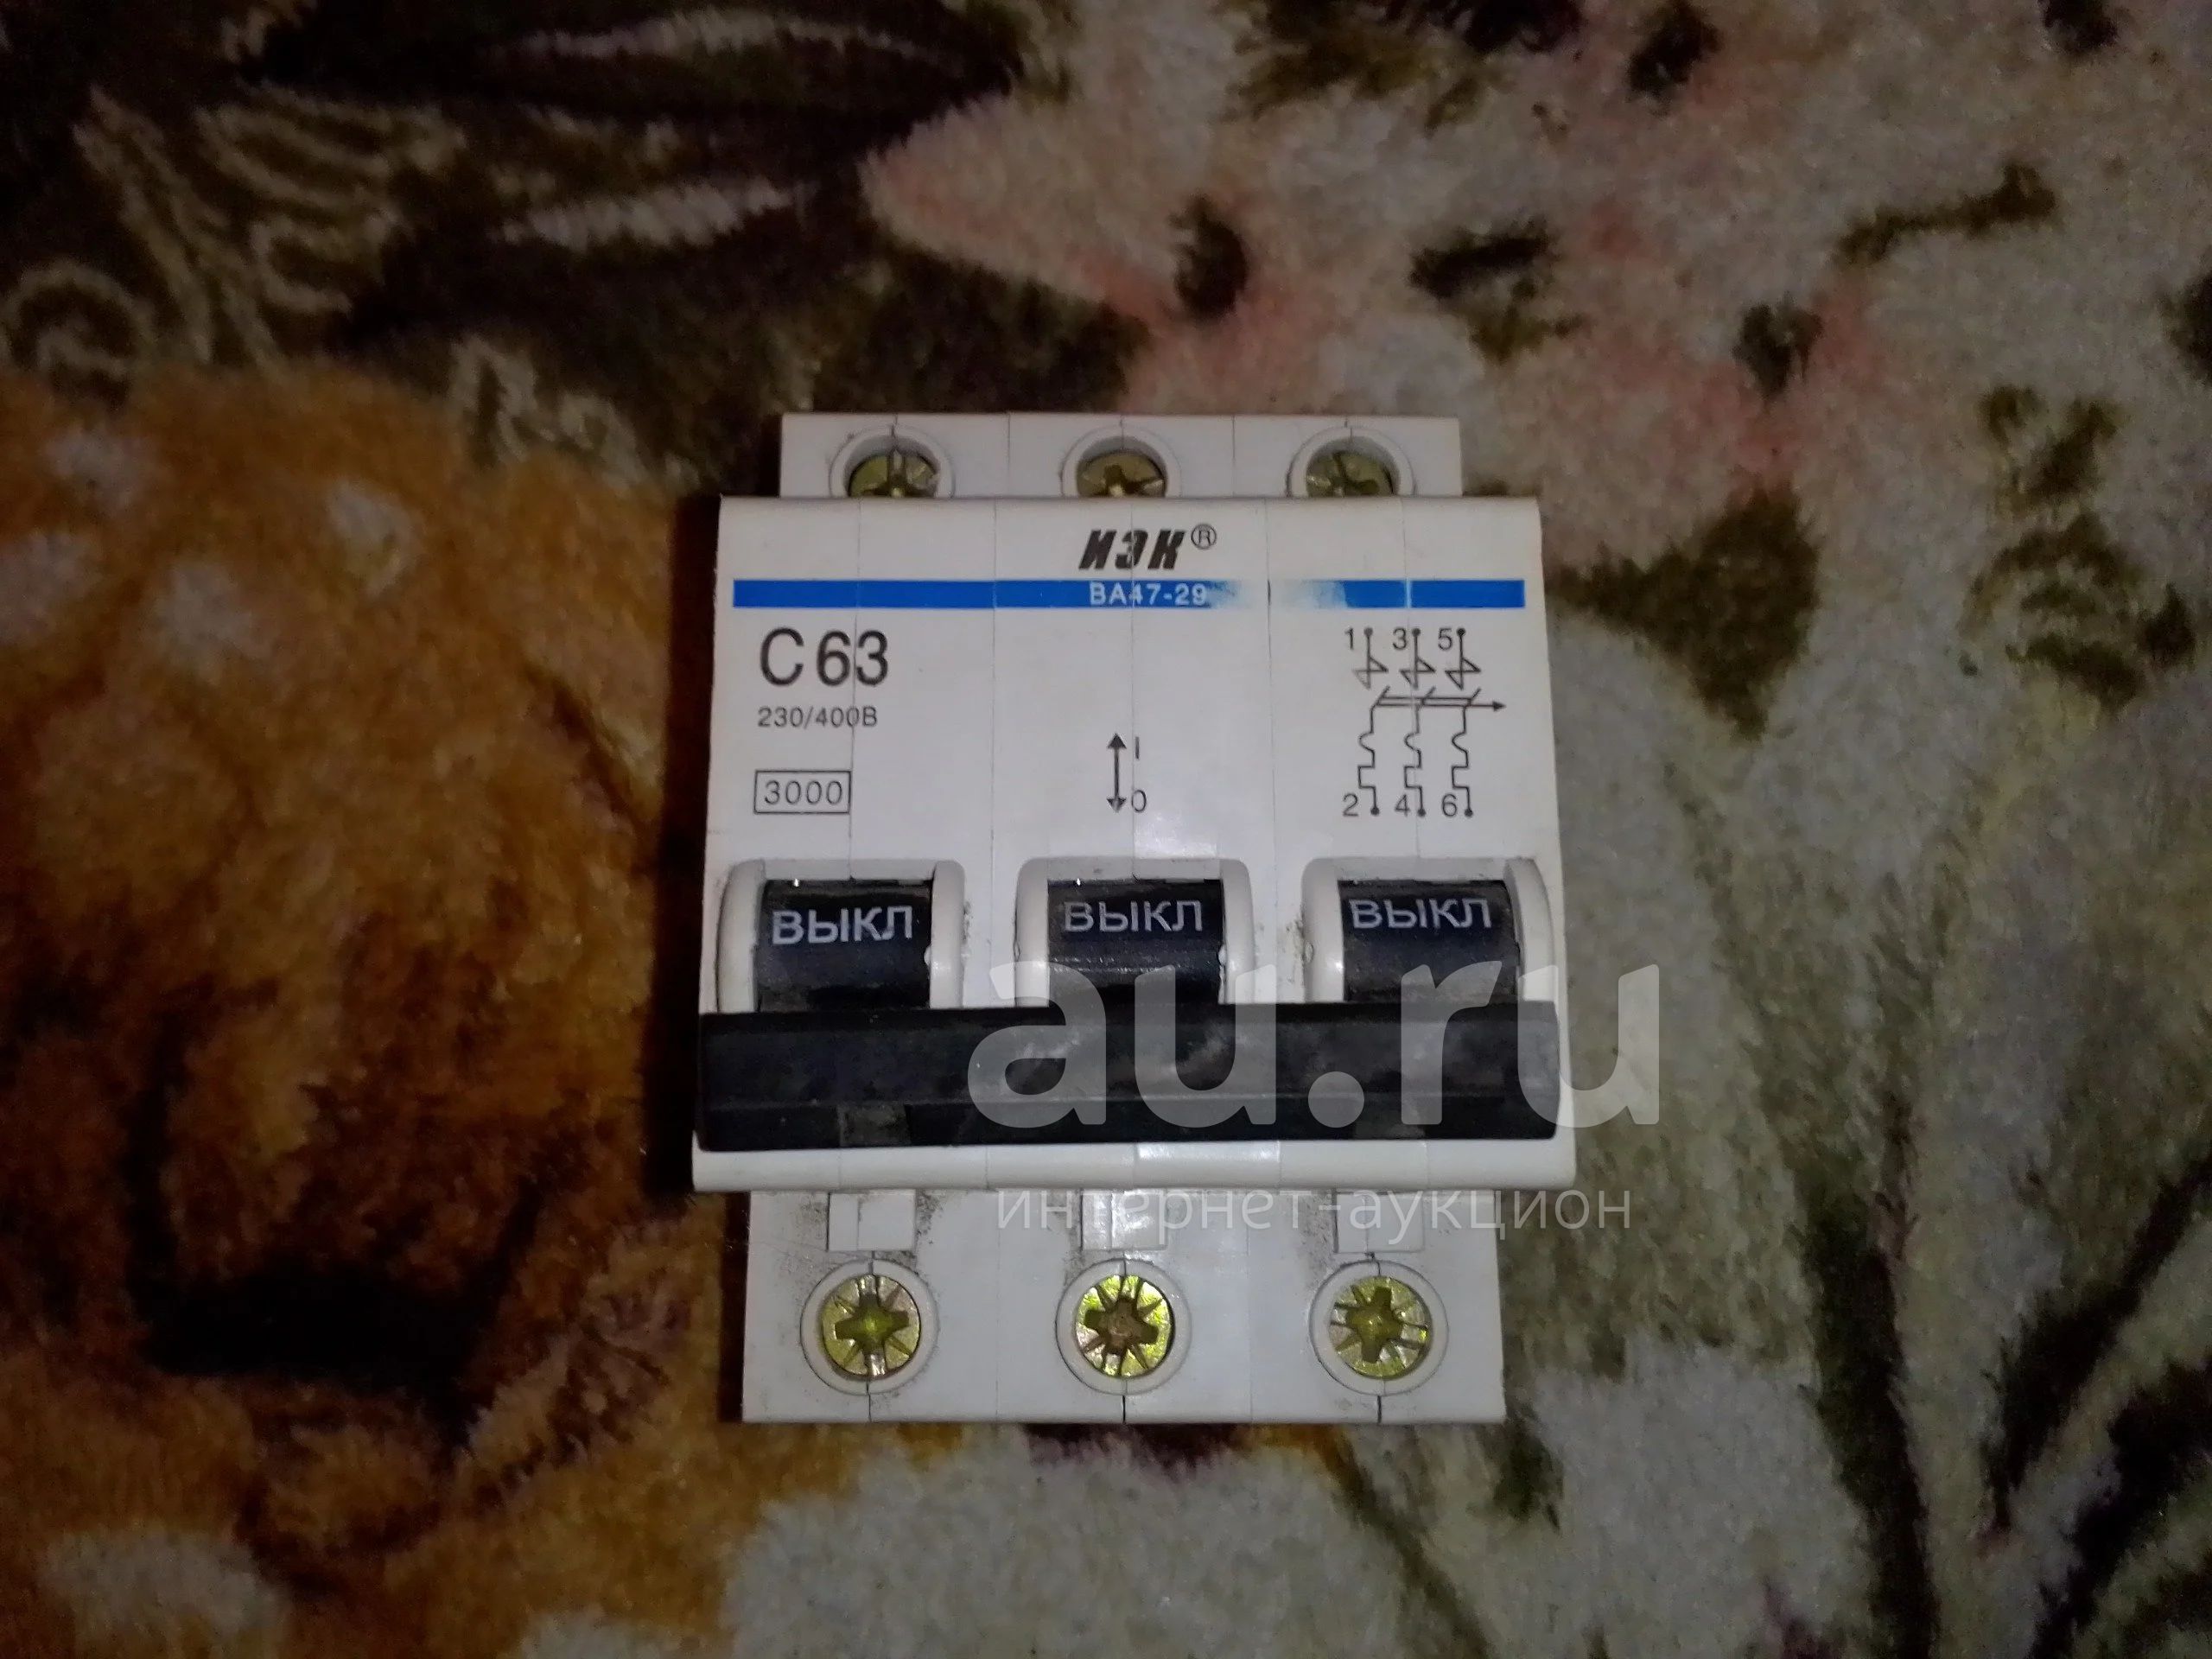 ИЭК®
ВА47-29
С63
230/400В
3000
I
0
1 3 5
2 4 6
ВЫКЛ ВЫКЛ ВЫКЛ
au.ru
интернет-аукцион